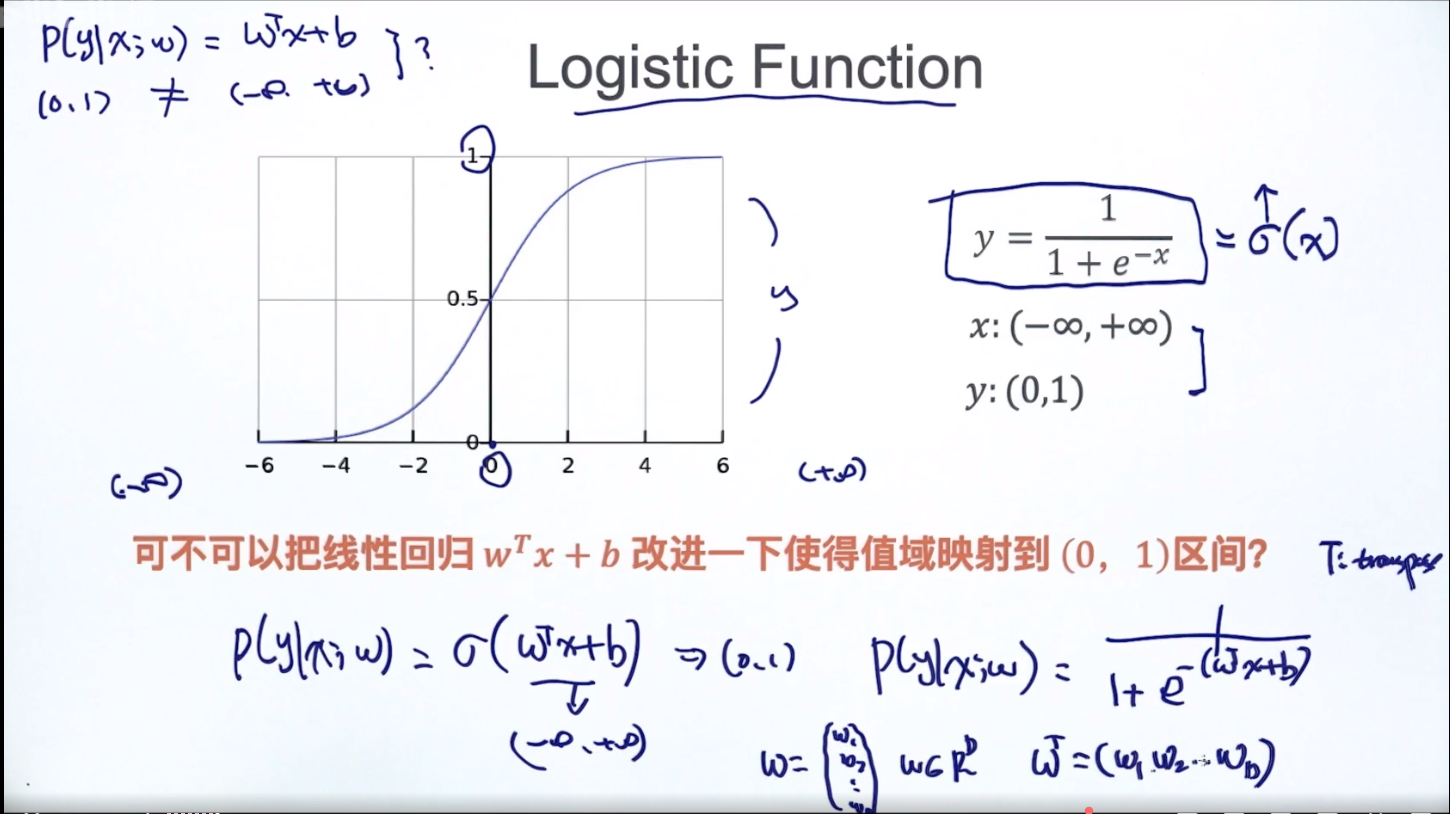 P(y|x;w) = wᵀx+b } ?
(0,1) ≠ (-∞, +∞)
Logistic Function
1
0.5
0
-6 -4 -2 0 2 4 6
(-∞)
(+∞)
y
y = 1 / (1 + e^{-x}) = σ(x)
x: (-∞, +∞)
y: (0,1)
可不可以把线性回归 wᵀx + b 改进一下使得值域映射到 (0，1)区间?
T: transpose
P(y|x;w) = σ(wᵀx+b) ⇒ (0,1)
(-∞, +∞)
P(y|x;w) = 1 / (1 + e^{-(wᵀx+b)})
w = (w₁ w₂ ⋮ w_D) w∈R^D wᵀ=(w₁ w₂ ... w_D)